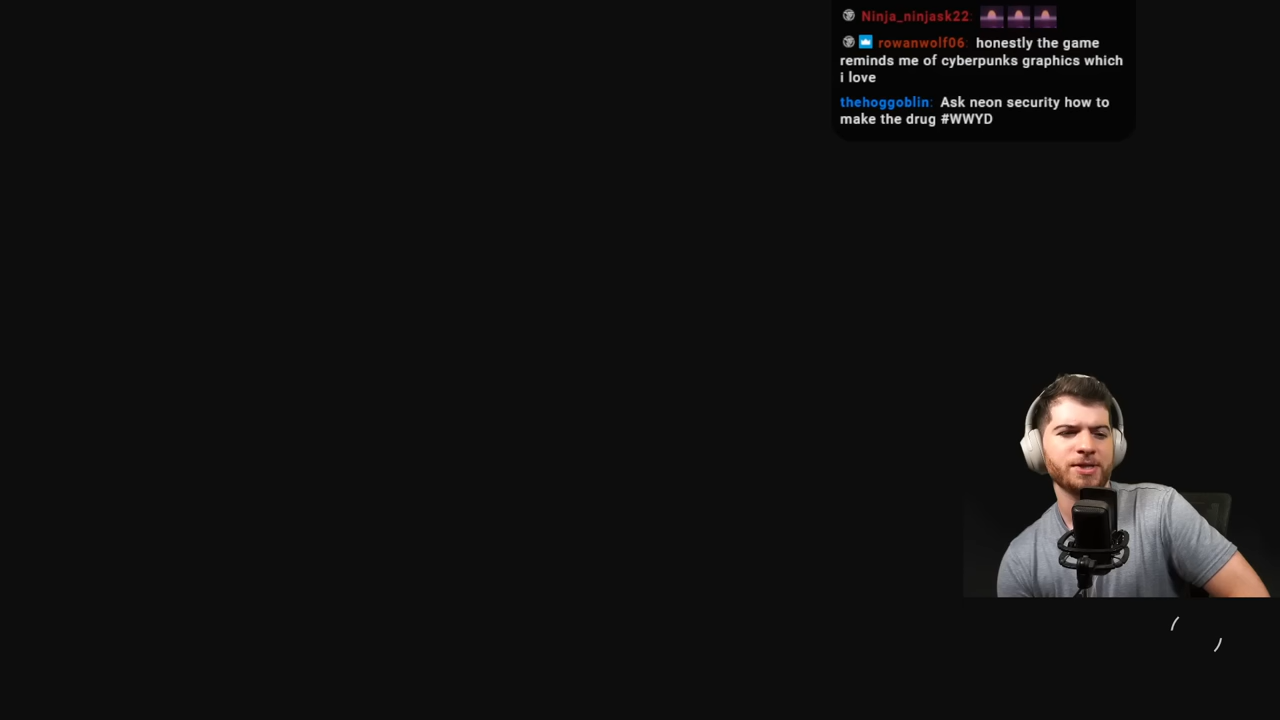 Ninja_ninjask22:
rowanwolf06: honestly the game
reminds me of cyberpunks graphics which
i love
thehoggoblin: Ask neon security how to
make the drug #WWYD